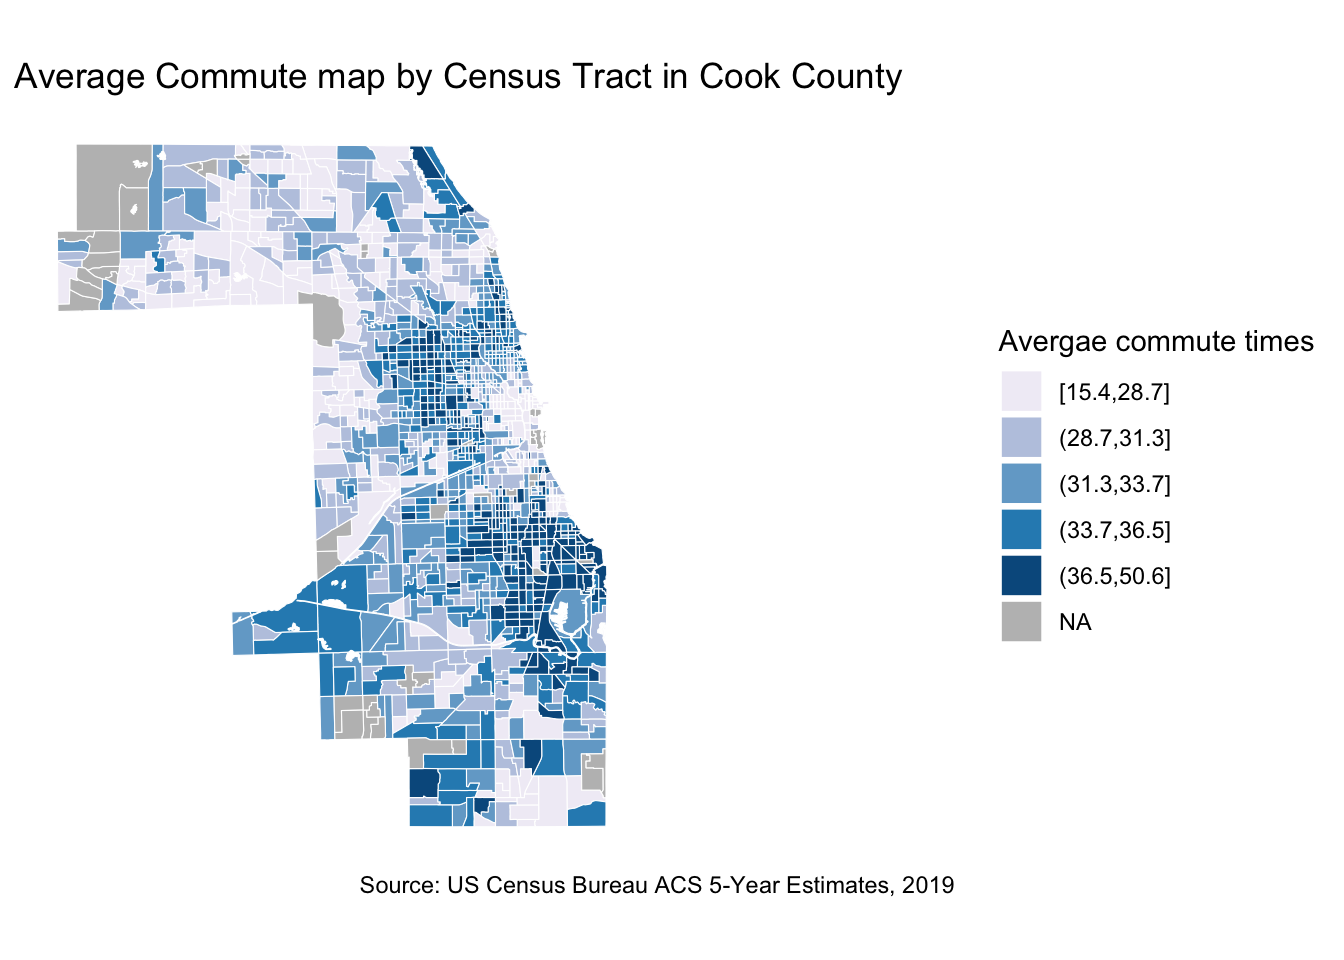 Average Commute map by Census Tract in Cook County
Avergae commute times
[15.4,28.7]
(28.7,31.3]
(31.3,33.7]
(33.7,36.5]
(36.5,50.6]
NA
Source: US Census Bureau ACS 5-Year Estimates, 2019